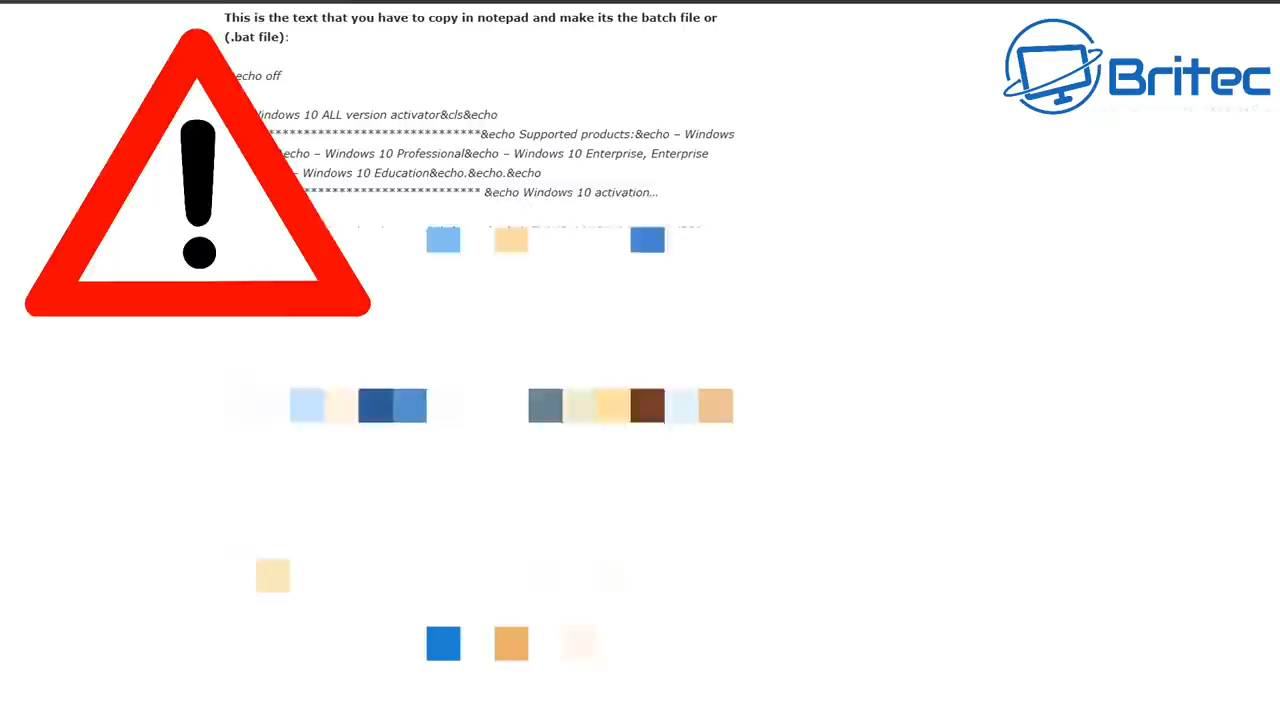 This is the text that you have to copy in notepad and make its the batch file or
(.bat file):
echo off
indows 10 ALL version activator&cls&echo
******************************&echo Supported products:&echo – Windows
echo – Windows 10 Professional&echo – Windows 10 Enterprise, Enterprise
– Windows 10 Education&echo.&echo.&echo
************************* &echo Windows 10 activation…
Britec